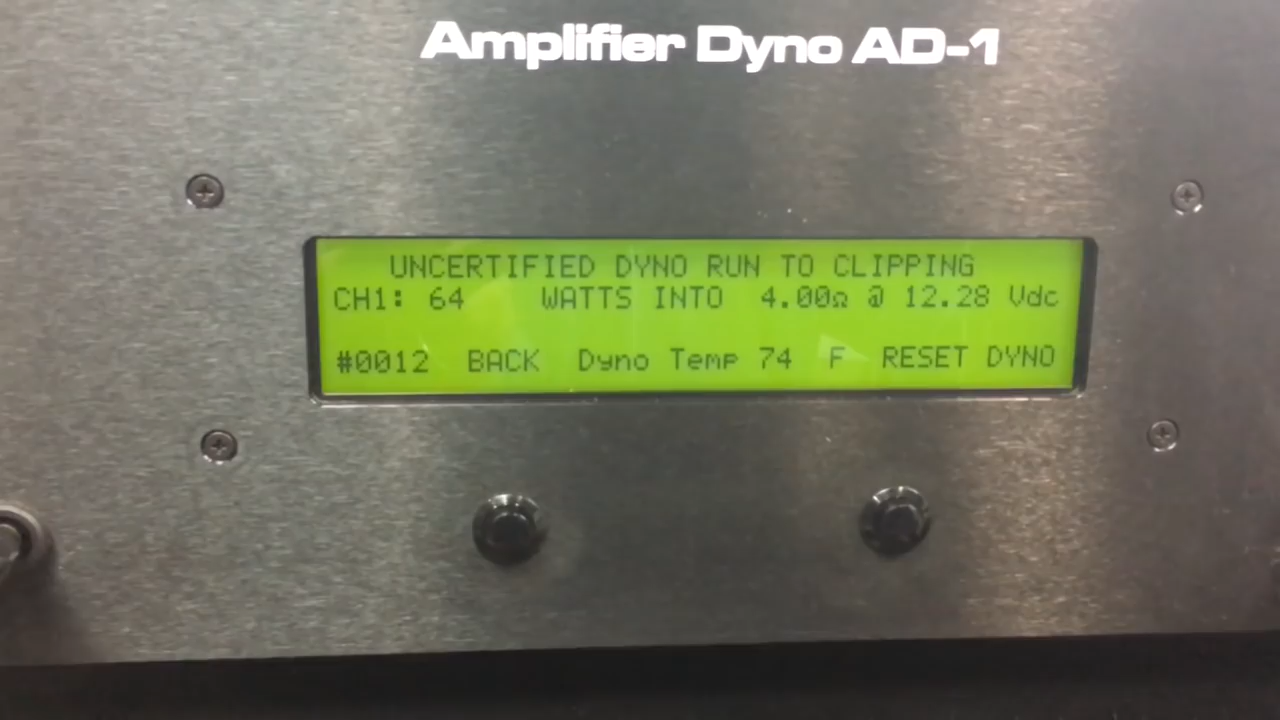 Amplifier Dyno AD-1
UNCERTIFIED DYNO RUN TO CLIPPING
CH1: 64 WATTS INTO 4.00Ω @ 12.28 Vdc
#0012 BACK Dyno Temp 74 F RESET DYNO